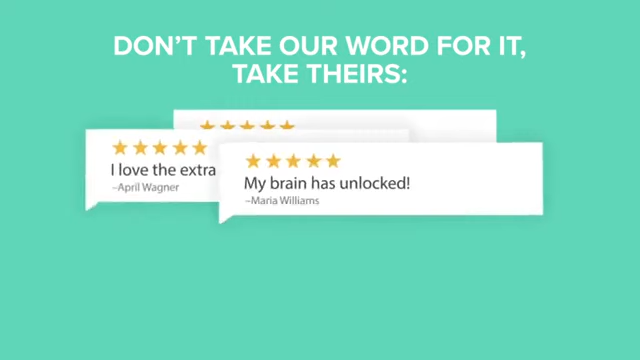 DON'T TAKE OUR WORD FOR IT,
TAKE THEIRS:
I love the extra
–April Wagner
My brain has unlocked!
–Maria Williams